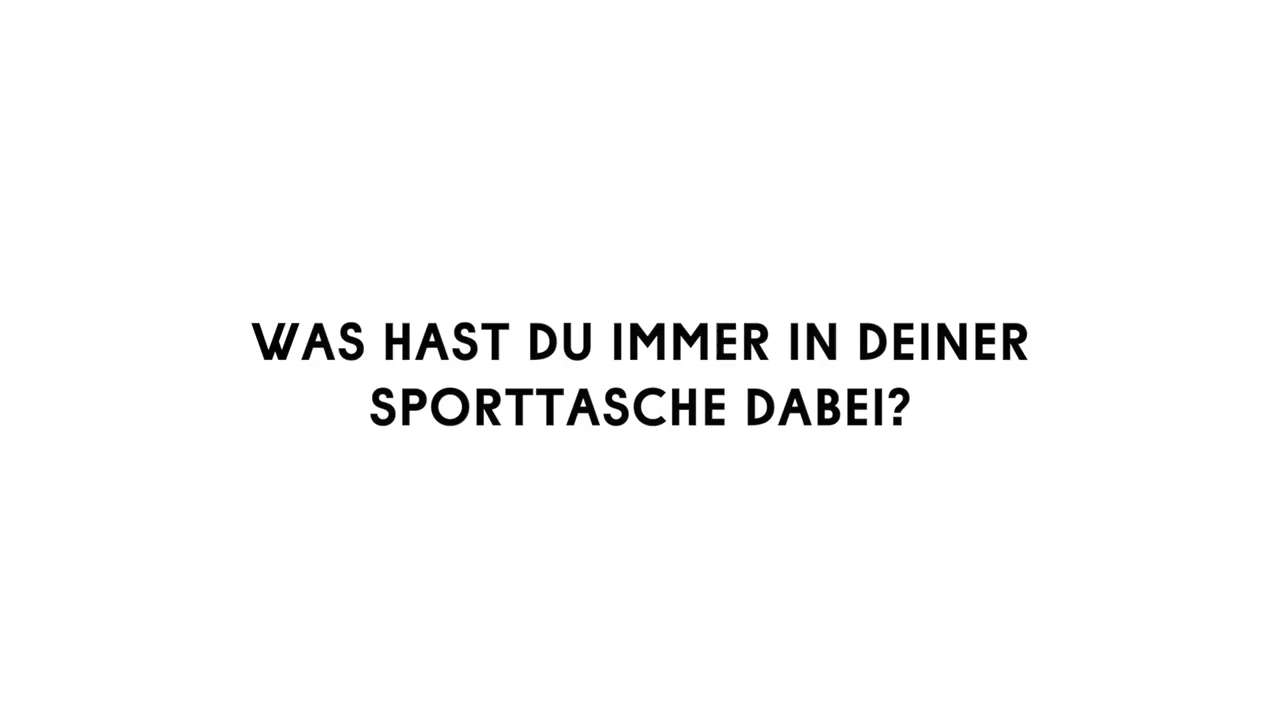 WAS HAST DU IMMER IN DEINER
SPORTTASCHE DABEI?